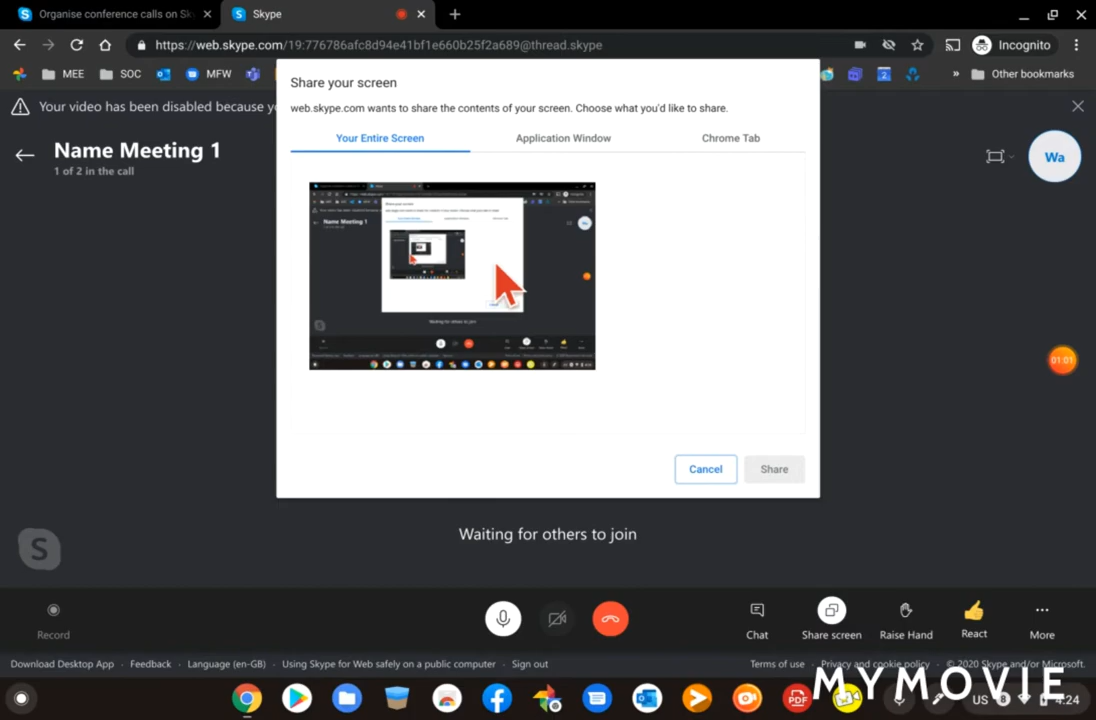 Organise conference calls on Sk
Skype
https://web.skype.com/19:776786afc8d94e41bf1e660b25f2a689@thread.skype
Incognito
MEE
SOC
MFW
Other bookmarks
Your video has been disabled because yo
Share your screen
web.skype.com wants to share the contents of your screen. Choose what you'd like to share.
Your Entire Screen
Application Window
Chrome Tab
Name Meeting 1
1 of 2 in the call
Wa
Name Meeting 1
01:01
Cancel
Share
Waiting for others to join
Record
Chat
Share screen
Raise Hand
React
More
Download Desktop App
Feedback
Language (en-GB)
Using Skype for Web safely on a public computer
Sign out
Terms of use
Privacy and cookie policy
© 2020 Skype and/or Microsoft.
MYMOVIE
PDF
US
4:24